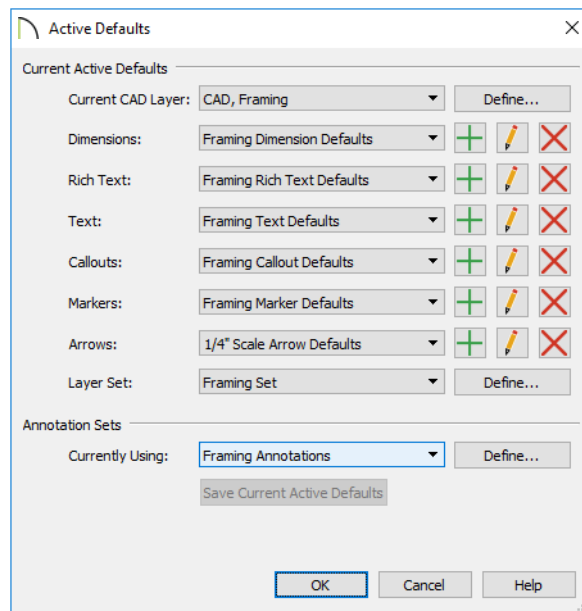 Active Defaults
Current Active Defaults
Current CAD Layer: CAD, Framing Define...
Dimensions: Framing Dimension Defaults
Rich Text: Framing Rich Text Defaults
Text: Framing Text Defaults
Callouts: Framing Callout Defaults
Markers: Framing Marker Defaults
Arrows: 1/4" Scale Arrow Defaults
Layer Set: Framing Set Define...
Annotation Sets
Currently Using: Framing Annotations Define...
Save Current Active Defaults
OK Cancel Help